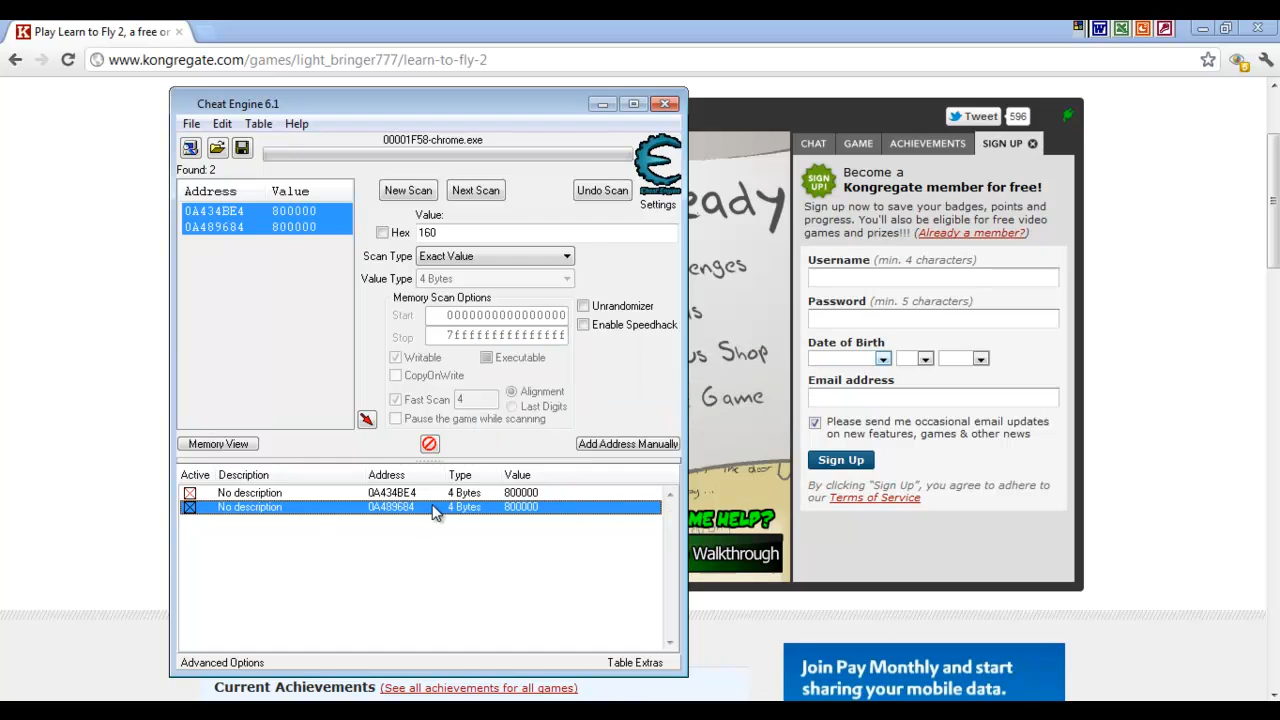 Play Learn to Fly 2, a free or
www.kongregate.com/games/light_bringer777/learn-to-fly-2
Cheat Engine 6.1
File Edit Table Help
00001F58-chrome.exe
Found: 2
Address Value
0A434BE4 800000
0A489684 800000
New Scan Next Scan Undo Scan
Cheat Engine
Settings
Value:
Hex 160
Scan Type Exact Value
Value Type 4 Bytes
Memory Scan Options
Start 0000000000000000
Stop 7fffffffffffffff
Unrandomizer
Enable Speedhack
Writable Executable
CopyOnWrite
Fast Scan 4
Alignment
Last Digits
Pause the game while scanning
Memory View Add Address Manually
Active Description Address Type Value
No description 0A434BE4 4 Bytes 800000
No description 0A489684 4 Bytes 800000
Advanced Options Table Extras
eady
enges
s
us Shop
Game
the door
ME HELP?
Walkthrough
Tweet 596
CHAT GAME ACHIEVEMENTS SIGN UP
SIGN UP!
Become a
Kongregate member for free!
Sign up now to save your badges, points and
progress. You'll also be eligible for free video
games and prizes!!! (Already a member?)
Username (min. 4 characters)
Password (min. 5 characters)
Date of Birth
Email address
Please send me occasional email updates
on new features, games & other news
Sign Up
By clicking "Sign Up", you agree to adhere to
our Terms of Service
Current Achievements (See all achievements for all games)
Join Pay Monthly and start
sharing your mobile data.